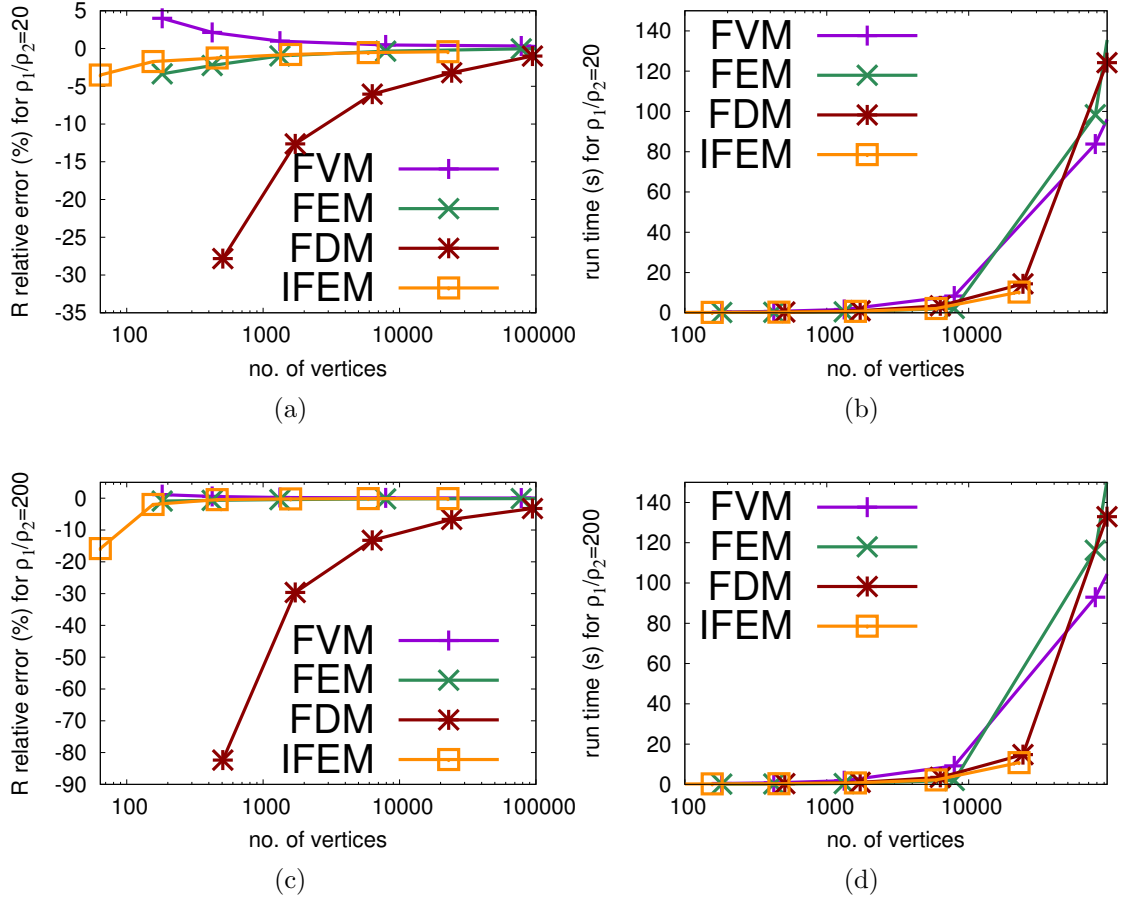 R relative error (%) for ρ1/ρ2=20
5
0
-5
-10
-15
-20
-25
-30
-35
100
1000
10000
100000
no. of vertices
FVM
FEM
FDM
IFEM
(a)
run time (s) for ρ1/ρ2=20
140
120
100
80
60
40
20
0
100
1000
10000
no. of vertices
FVM
FEM
FDM
IFEM
(b)
R relative error (%) for ρ1/ρ2=200
0
-10
-20
-30
-40
-50
-60
-70
-80
-90
100
1000
10000
100000
no. of vertices
FVM
FEM
FDM
IFEM
(c)
run time (s) for ρ1/ρ2=200
140
120
100
80
60
40
20
0
100
1000
10000
no. of vertices
FVM
FEM
FDM
IFEM
(d)